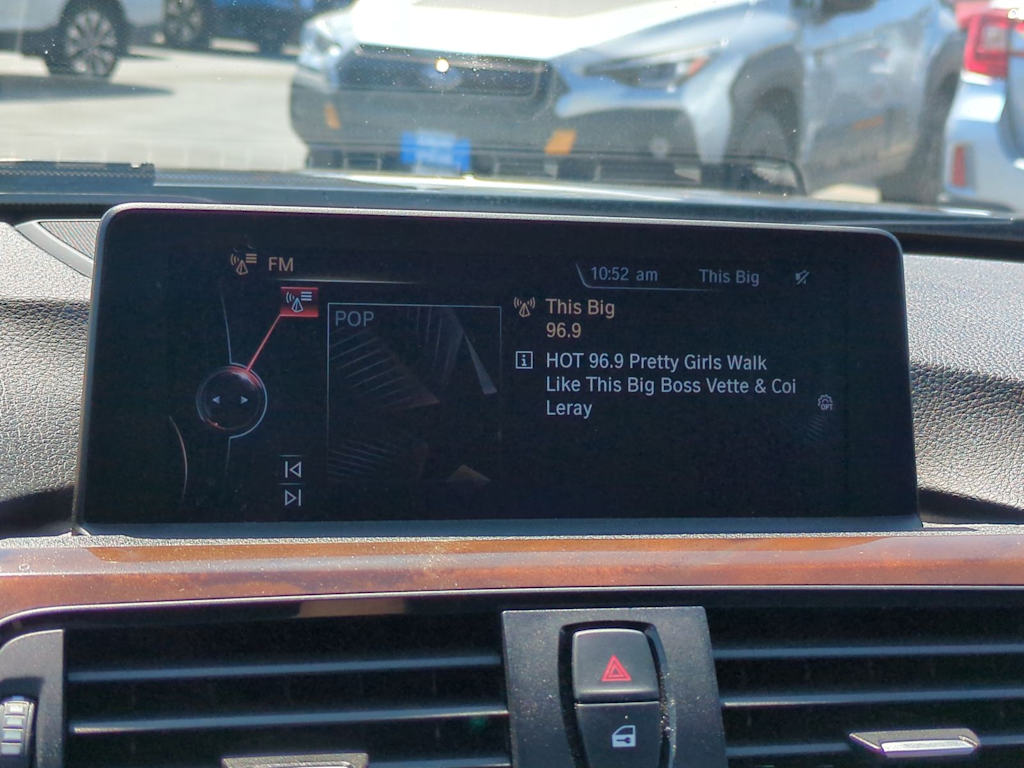 FM
10:52 am
This Big
POP
This Big
96.9
HOT 96.9 Pretty Girls Walk
Like This Big Boss Vette & Coi
Leray
OPT